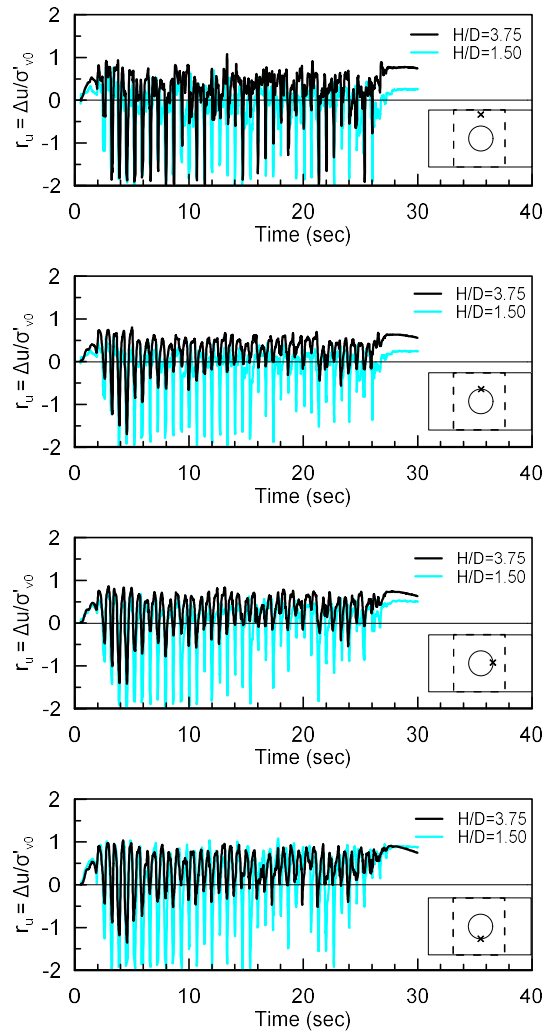 2
1
0
-1
-2
r_u = Δu/σ'_v0
H/D=3.75
H/D=1.50
0 10 20 30 40
Time (sec)
2
1
0
-1
-2
r_u = Δu/σ'_v0
H/D=3.75
H/D=1.50
0 10 20 30 40
Time (sec)
2
1
0
-1
-2
r_u = Δu/σ'_v0
H/D=3.75
H/D=1.50
0 10 20 30 40
Time (sec)
2
1
0
-1
-2
r_u = Δu/σ'_v0
H/D=3.75
H/D=1.50
0 10 20 30 40
Time (sec)